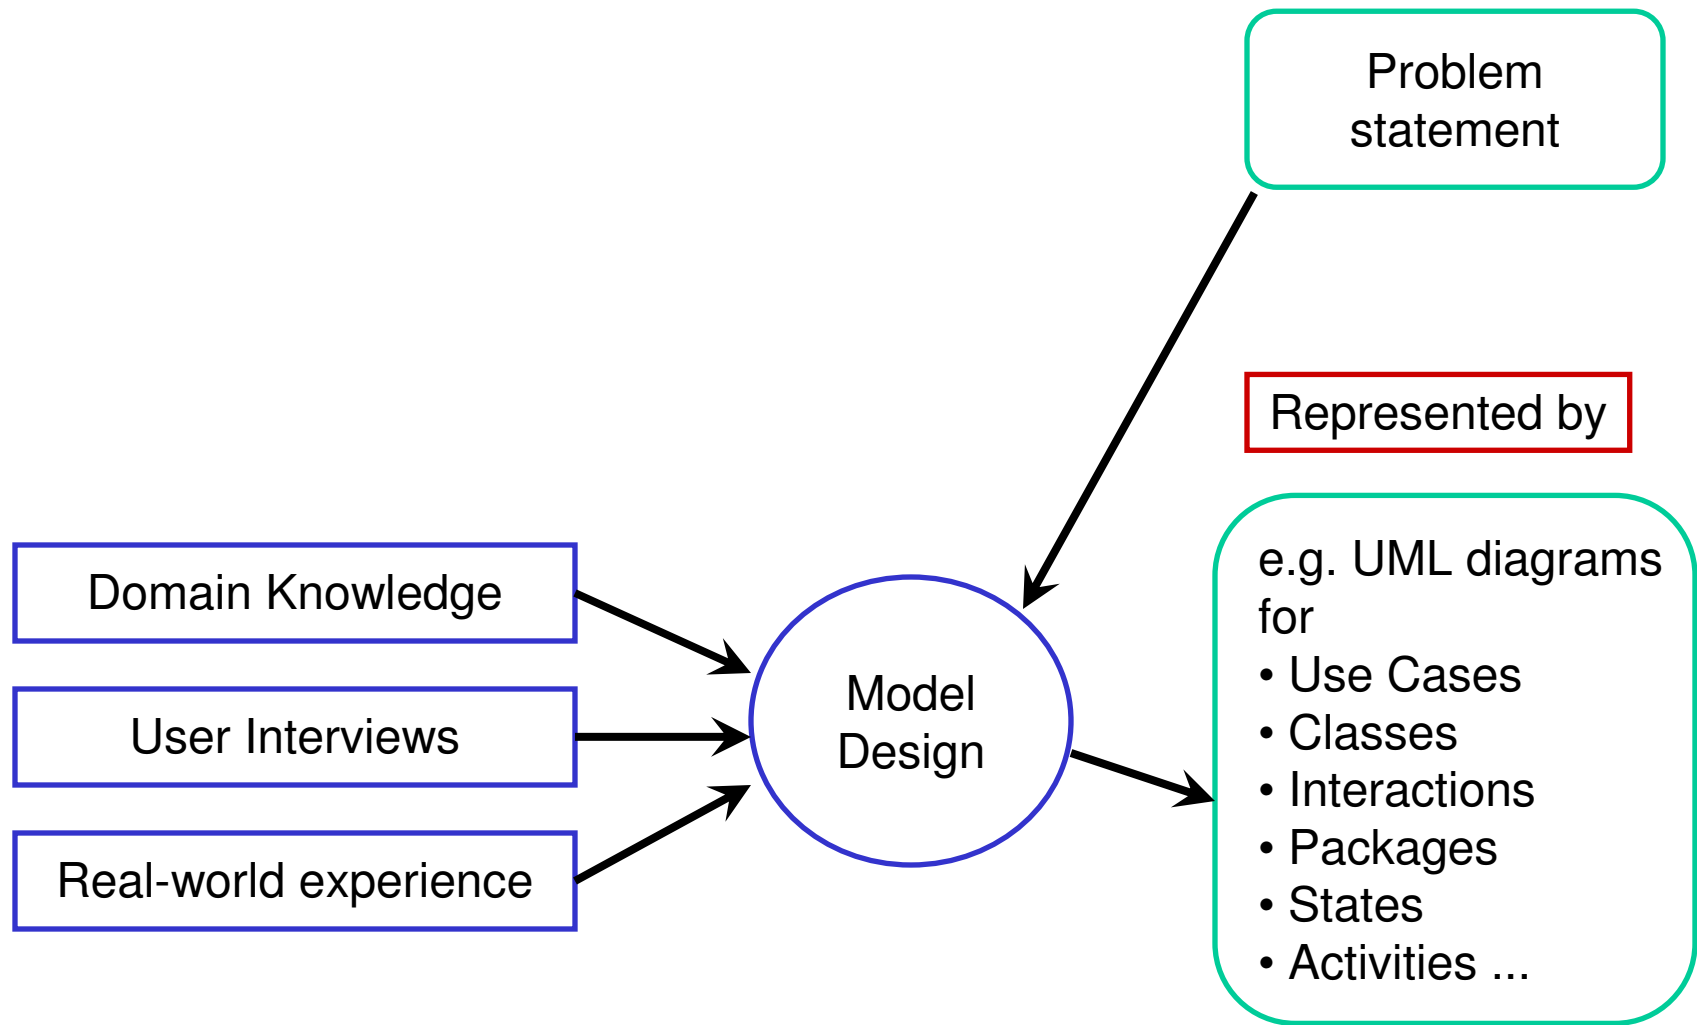 Problem
statement
Represented by
Domain Knowledge
User Interviews
Real-world experience
Model
Design
e.g. UML diagrams
for
• Use Cases
• Classes
• Interactions
• Packages
• States
• Activities ...